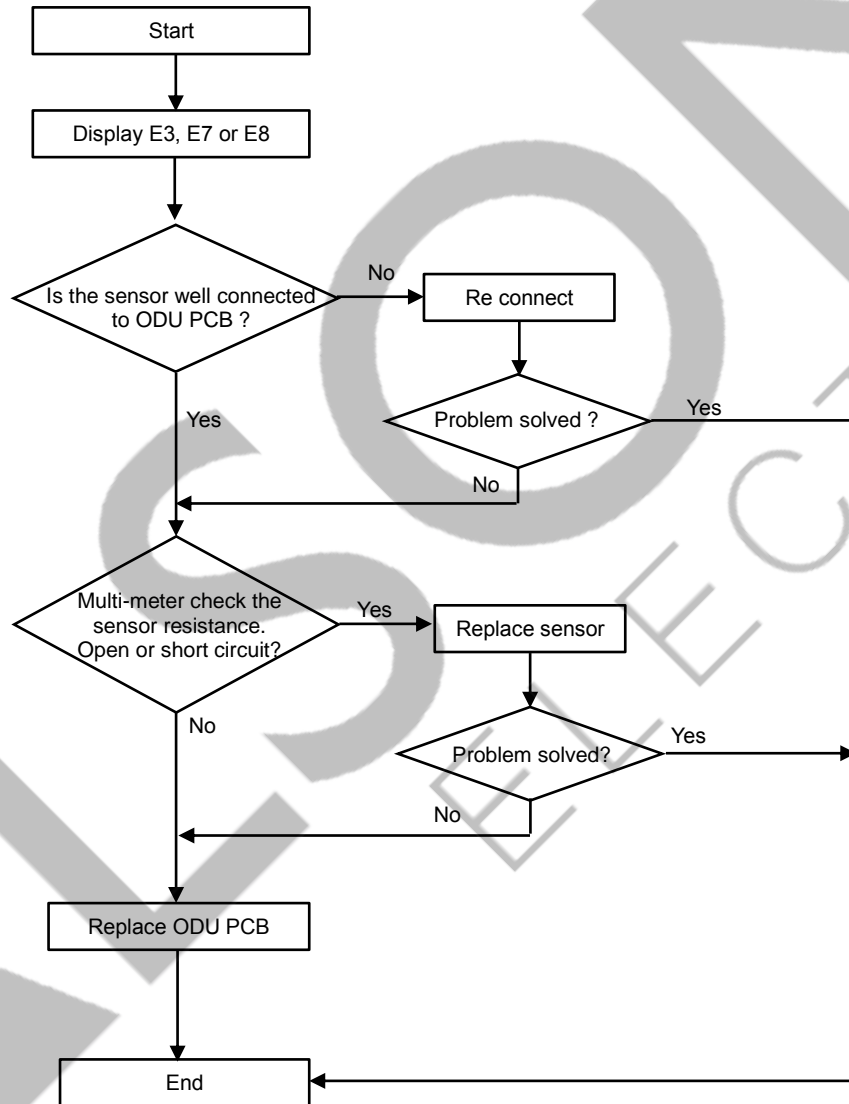 Start
Display E3, E7 or E8
Is the sensor well connected
to ODU PCB ?
No
Re connect
Yes
Problem solved ?
Yes
No
Multi-meter check the
sensor resistance.
Open or short circuit?
Yes
Replace sensor
No
Problem solved?
Yes
No
Replace ODU PCB
End